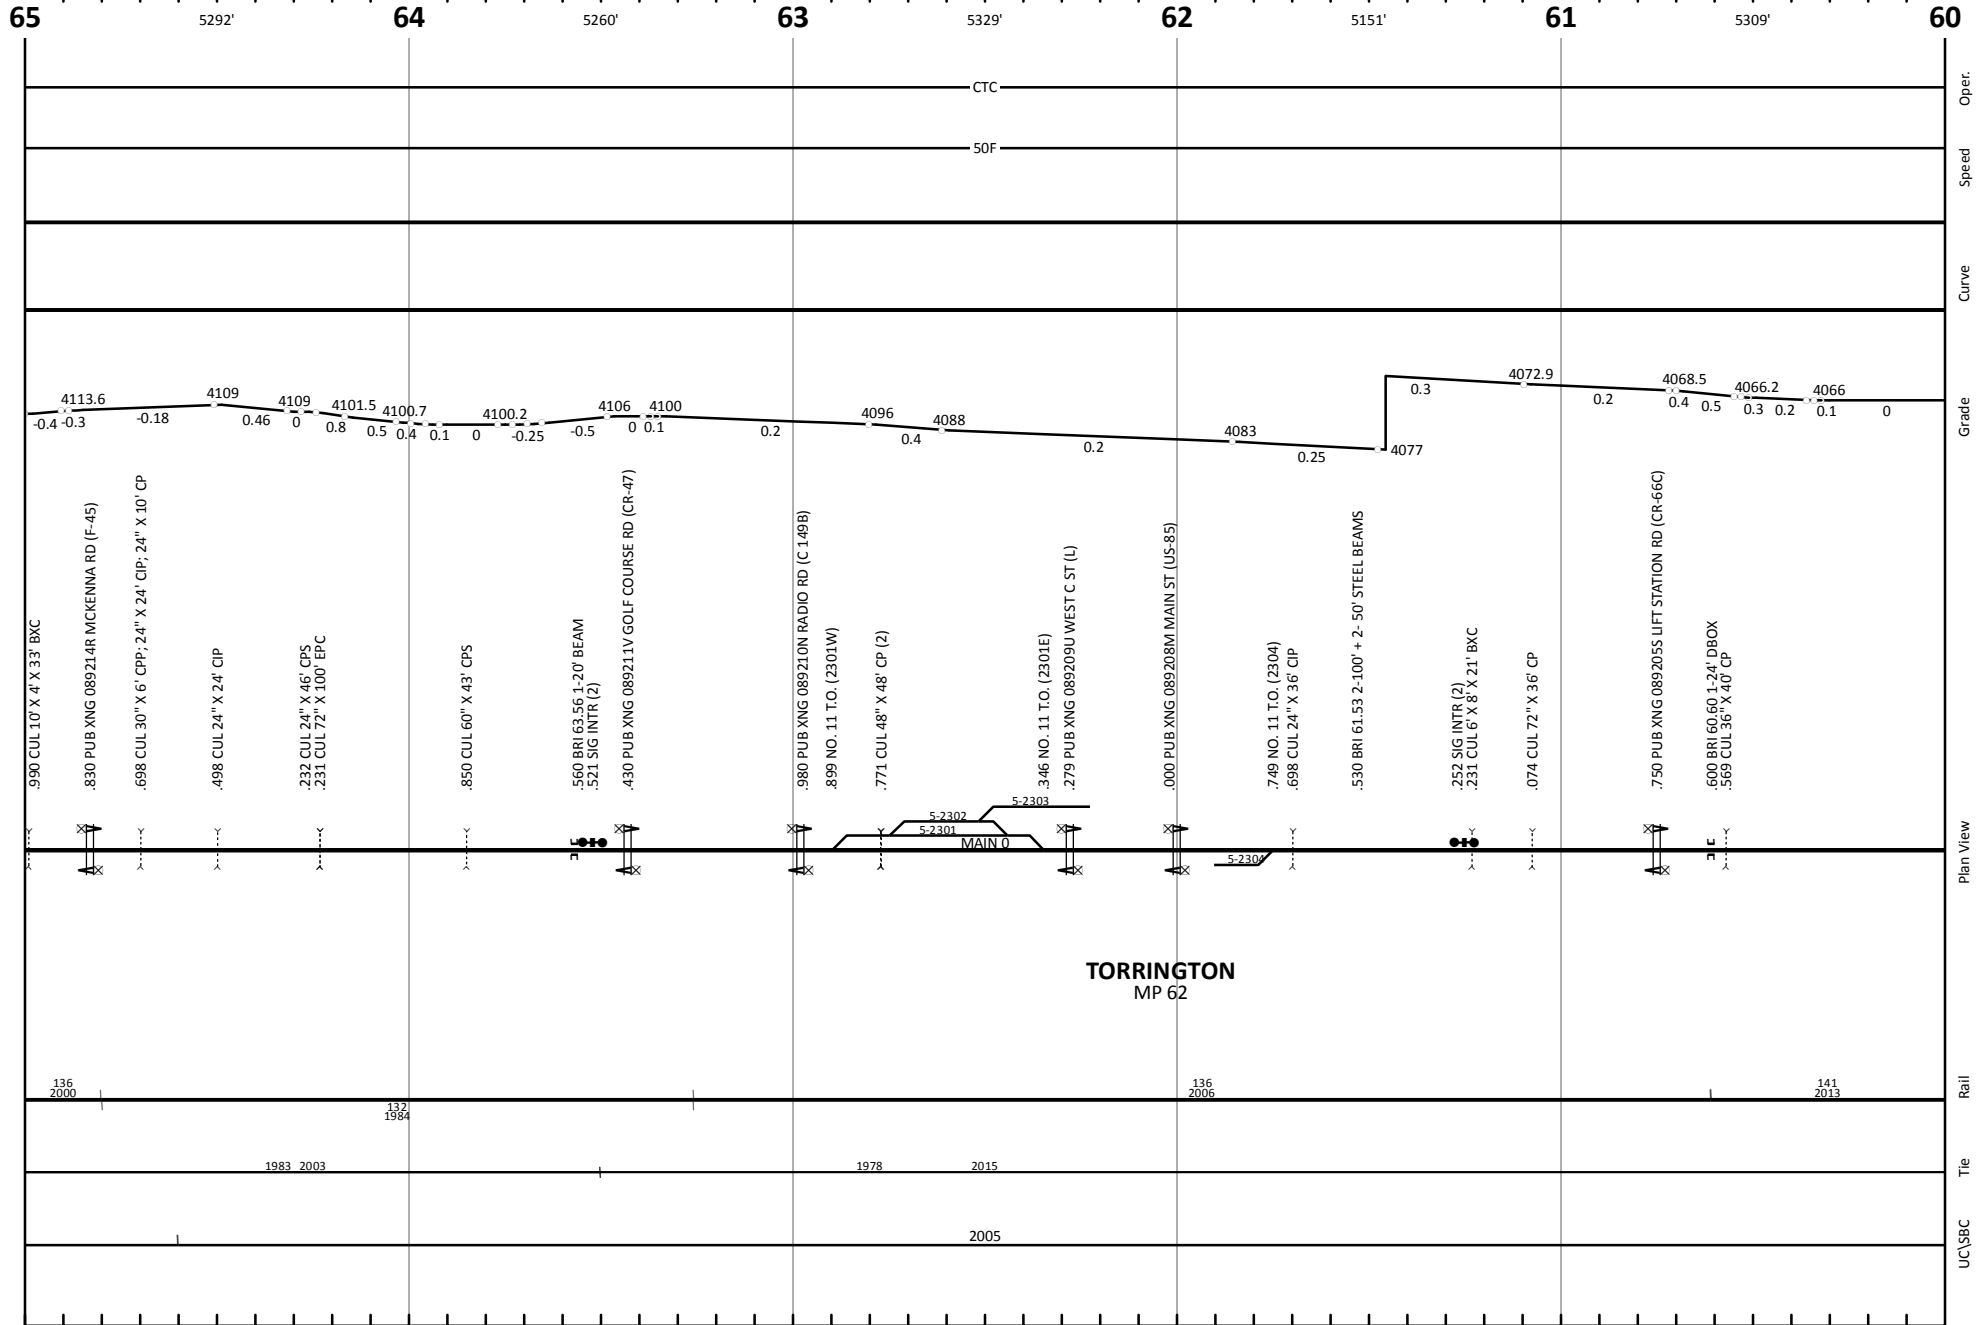 65
5292'
64
5260'
63
5329'
62
5151'
61
5309'
60
Oper.
CTC
Speed
50F
Curve
Grade
4113.6
4109
4109
4101.5
4100.7
4100.2
4106
4100
4096
4088
4083
4077
4072.9
4068.5
4066.2
4066
-0.4
-0.3
-0.18
0.46
0
0.8
0.5
0.4
0.1
0
-0.25
-0.5
0
0.1
0.2
0.4
0.2
0.25
0.3
0.2
0.4
0.5
0.3
0.2
0.1
0
.990 CUL 10' X 4' X 33' BXC
.830 PUB XNG 089214R MCKENNA RD (F-45)
.698 CUL 30" X 6' CPP; 24" X 24' CIP; 24" X 10' CP
.498 CUL 24" X 24' CIP
.232 CUL 24" X 46' CPS
.231 CUL 72" X 100' EPC
.850 CUL 60" X 43' CPS
.560 BRI 63.56 1-20' BEAM
.521 SIG INTR (2)
.430 PUB XNG 089211V GOLF COURSE RD (CR-47)
.980 PUB XNG 089210N RADIO RD (C 149B)
.899 NO. 11 T.O. (2301W)
.771 CUL 48" X 48' CP (2)
.346 NO. 11 T.O. (2301E)
.279 PUB XNG 089209U WEST C ST (L)
.000 PUB XNG 089208M MAIN ST (US-85)
.749 NO. 11 T.O. (2304)
.698 CUL 24" X 36' CIP
.530 BRI 61.53 2-100' + 2- 50' STEEL BEAMS
.252 SIG INTR (2)
.231 CUL 6' X 8' X 21' BXC
.074 CUL 72" X 36' CP
.750 PUB XNG 089205S LIFT STATION RD (CR-66C)
.600 BRI 60.60 1-24' DBOX
.569 CUL 36" X 40' CP
Plan View
5-2303
5-2302
5-2301
MAIN 0
5-2304
TORRINGTON
MP 62
Rail
136
2000
132
1984
136
2006
141
2013
Tie
1983 2003
1978
2015
UC\SBC
2005